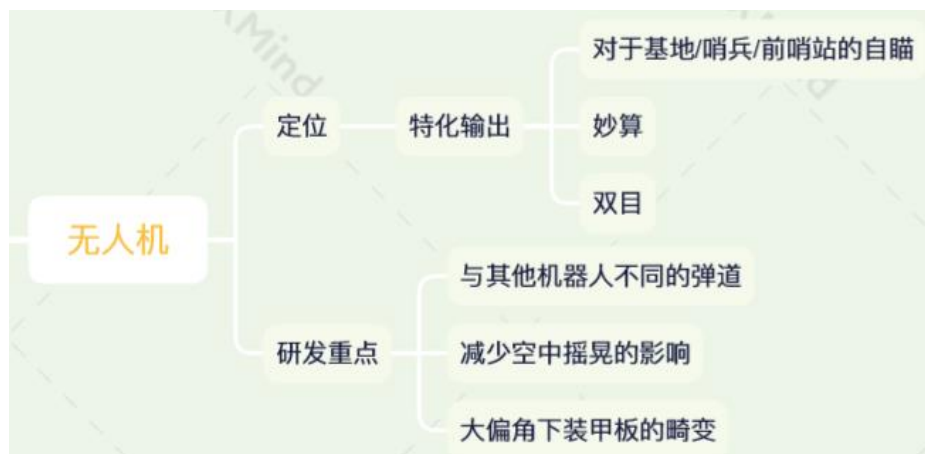 XMind
对于基地/哨兵/前哨站的自瞄
定位
特化输出
妙算
双目
无人机
与其他机器人不同的弹道
研发重点
减少空中摇晃的影响
大偏角下装甲板的畸变